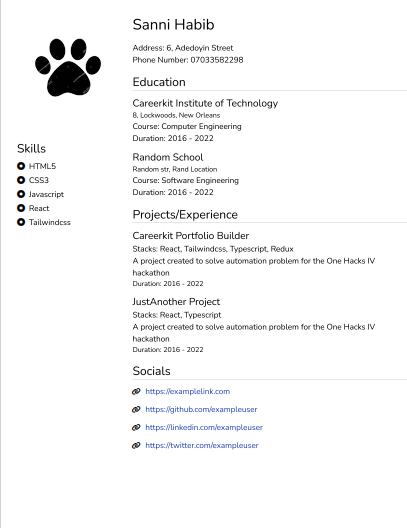 Sanni Habib
Address: 6, Adedoyin Street
Phone Number: 07033582298
Skills
HTML5
CSS3
Javascript
React
Tailwindcss
Education
Careerkit Institute of Technology
8, Lockwoods, New Orleans
Course: Computer Engineering
Duration: 2016 - 2022
Random School
Random str, Rand Location
Course: Software Engineering
Duration: 2016 - 2022
Projects/Experience
Careerkit Portfolio Builder
Stacks: React, Tailwindcss, Typescript, Redux
A project created to solve automation problem for the One Hacks IV
hackathon
Duration: 2016 - 2022
JustAnother Project
Stacks: React, Typescript
A project created to solve automation problem for the One Hacks IV
hackathon
Duration: 2016 - 2022
Socials
https://examplelink.com
https://github.com/exampleuser
https://linkedin.com/exampleuser
https://twitter.com/exampleuser